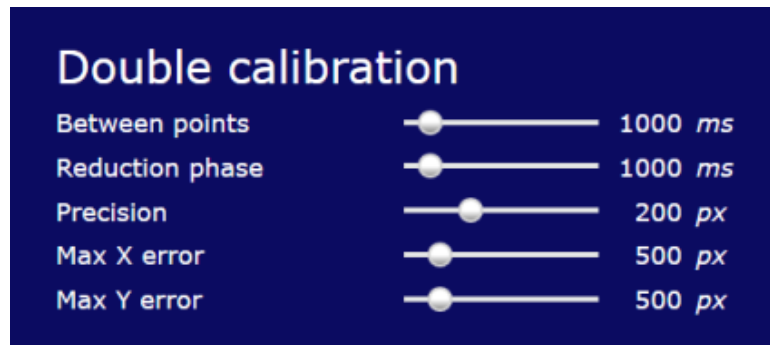 Double calibration
Between points 1000 ms
Reduction phase 1000 ms
Precision 200 px
Max X error 500 px
Max Y error 500 px